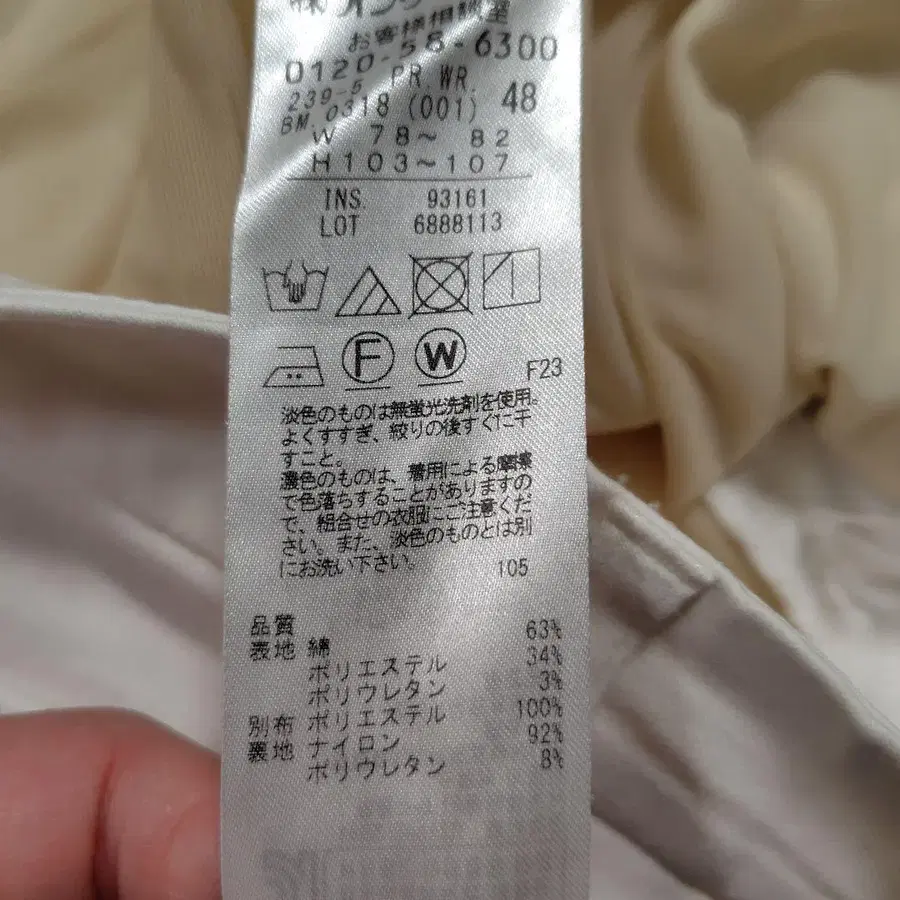 お客様相談室
0120-58-6300
239-5 PR WR.
BM. 0318 (001) 48
W 78～ 82
H103～107
INS 93161
LOT 6888113
F W F23
淡色のものは無蛍光洗剤を使用。
よくすすぎ、絞りの後すぐに干
すこと。
濃色のものは、着用による摩擦
で色落ちすることがありますの
で、組合せの衣服にご注意くだ
さい。また、淡色のものとは別
にお洗い下さい。 105
品質
表地 綿 63%
ポリエステル 34%
ポリウレタン 3%
別布 ポリエステル 100%
裏地 ナイロン 92%
ポリウレタン 8%